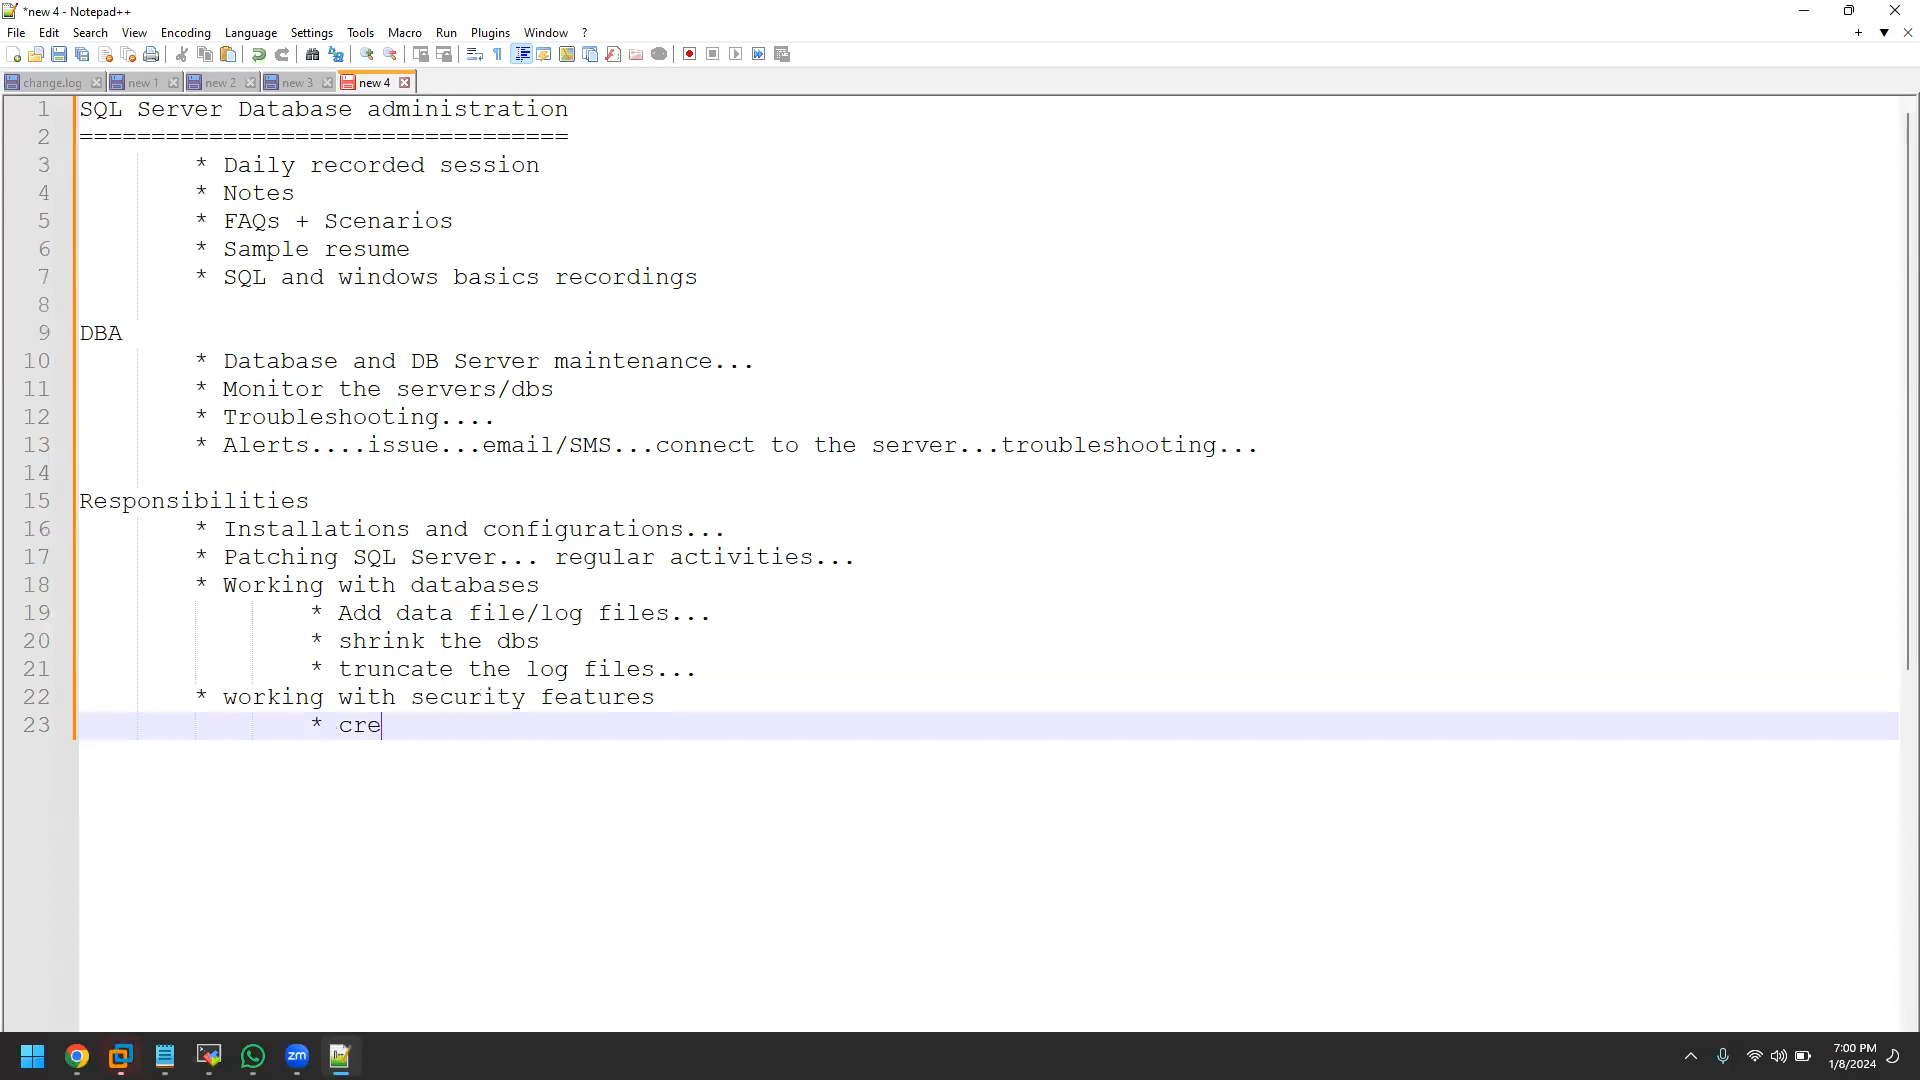 *new 4 - Notepad++
File Edit Search View Encoding Language Settings Tools Macro Run Plugins Window ?
change.log new 1 new 2 new 3 new 4
1 SQL Server Database administration
2 ==================================
3 * Daily recorded session
4 * Notes
5 * FAQs + Scenarios
6 * Sample resume
7 * SQL and windows basics recordings
8
9 DBA
10 * Database and DB Server maintenance...
11 * Monitor the servers/dbs
12 * Troubleshooting....
13 * Alerts....issue...email/SMS...connect to the server...troubleshooting...
14
15 Responsibilities
16 * Installations and configurations...
17 * Patching SQL Server... regular activities...
18 * Working with databases
19 * Add data file/log files...
20 * shrink the dbs
21 * truncate the log files...
22 * working with security features
23 * cre
zm
7:00 PM
1/8/2024